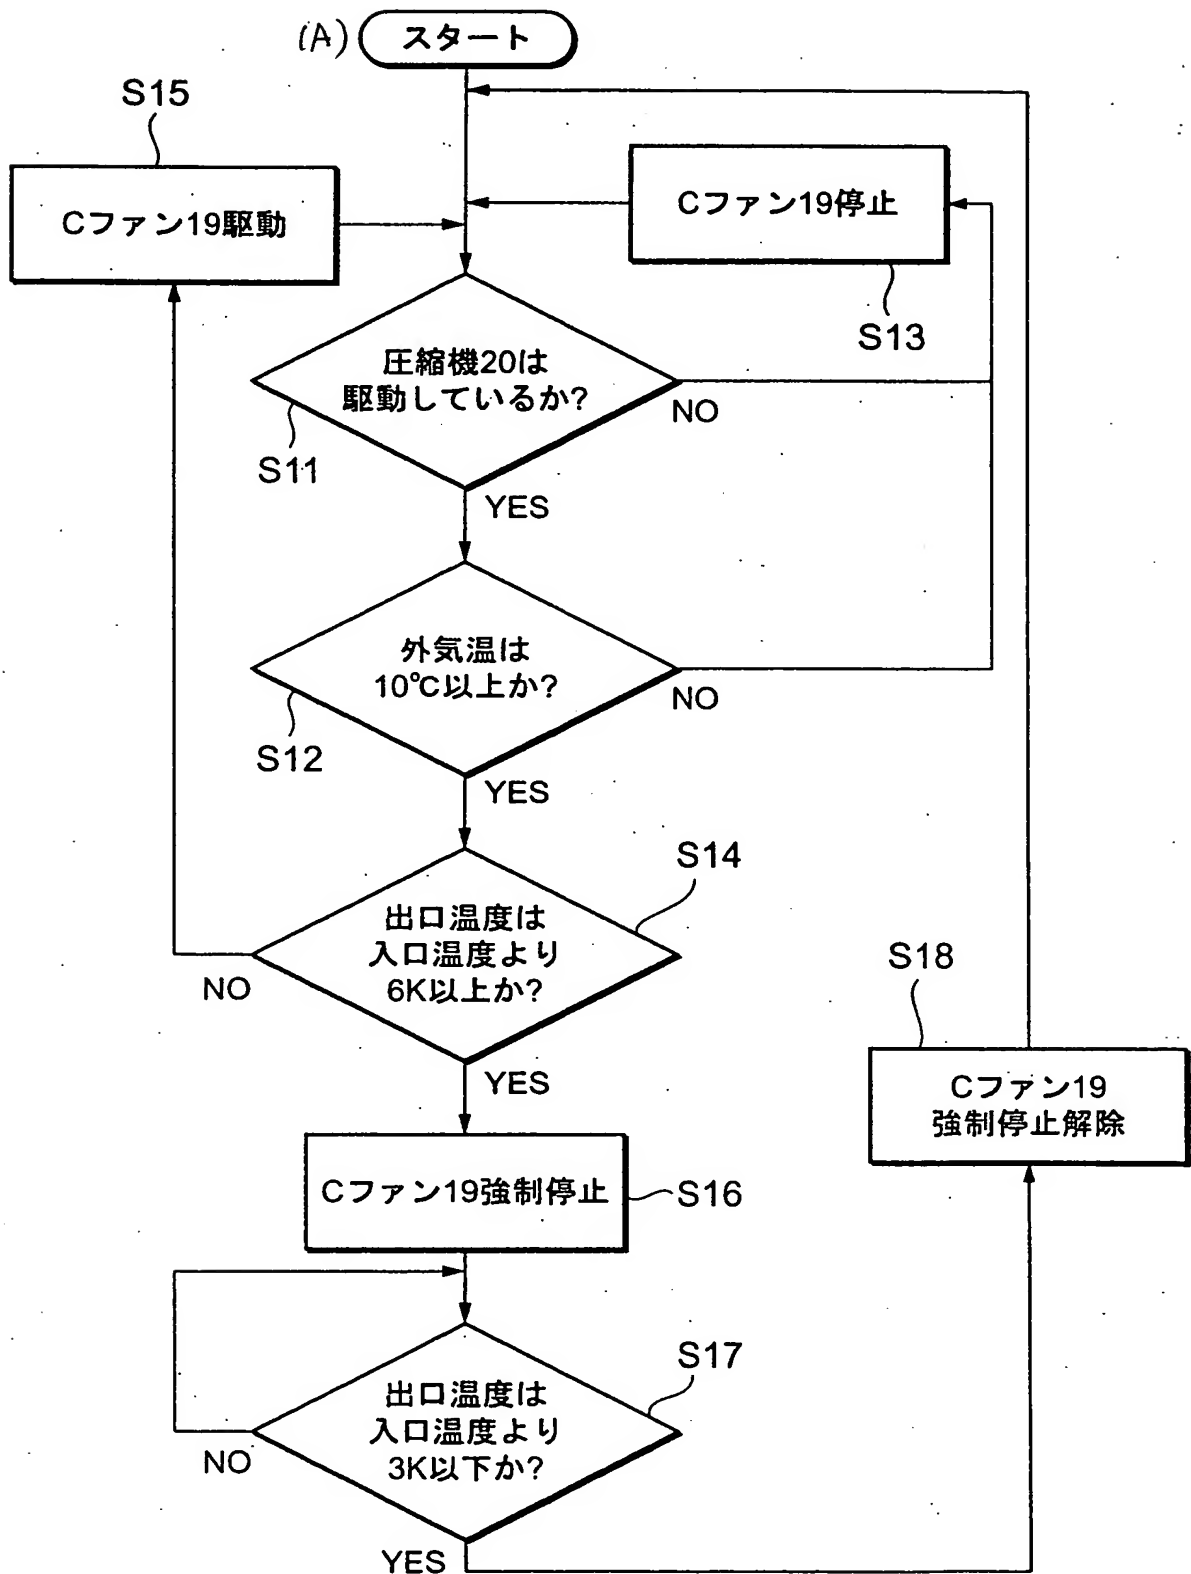 (A) スタート
S15
Cファン19駆動
Cファン19停止
S13
圧縮機20は
駆動しているか?
NO
S11
YES
外気温は
10℃以上か?
NO
S12
YES
S14
出口温度は
入口温度より
6K以上か?
NO
YES
S18
Cファン19
強制停止解除
Cファン19強制停止
S16
S17
出口温度は
入口温度より
3K以下か?
NO
YES